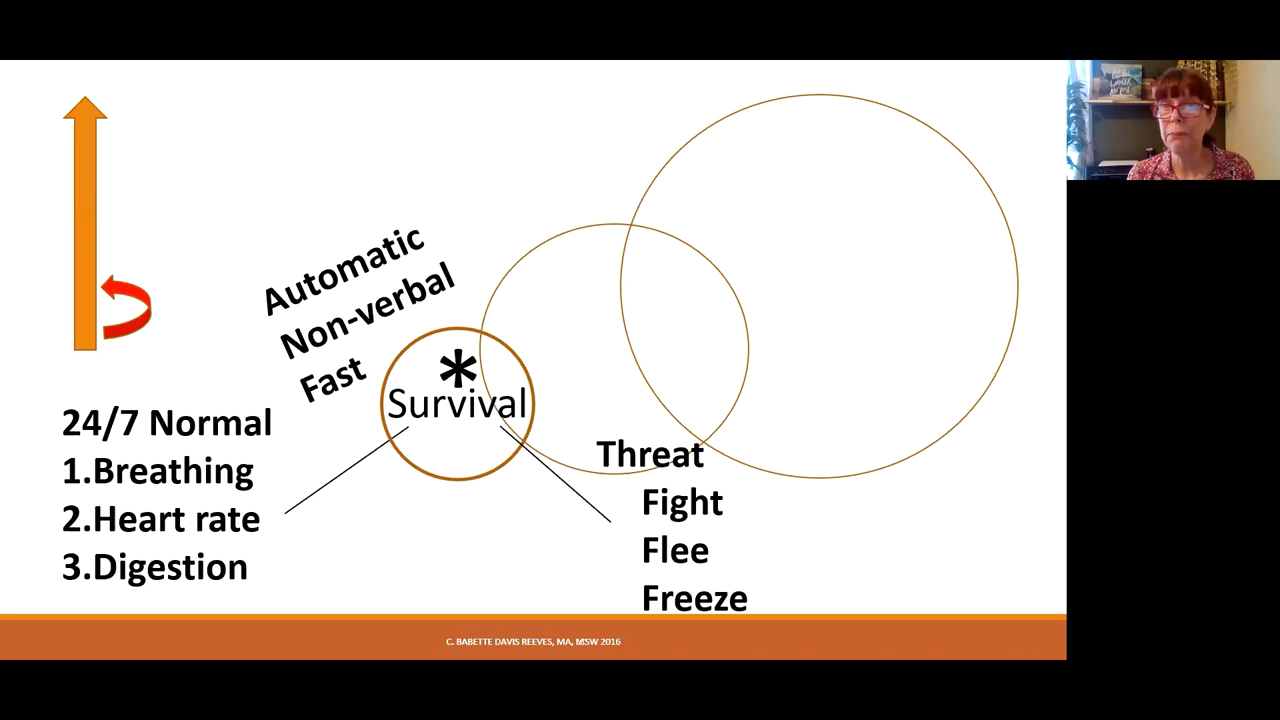 Automatic
Non-verbal
Fast
*
Survival
24/7 Normal
1.Breathing
2.Heart rate
3.Digestion
Threat
Fight
Flee
Freeze
C. BABETTE DAVIS REEVES, MA, MSW 2016